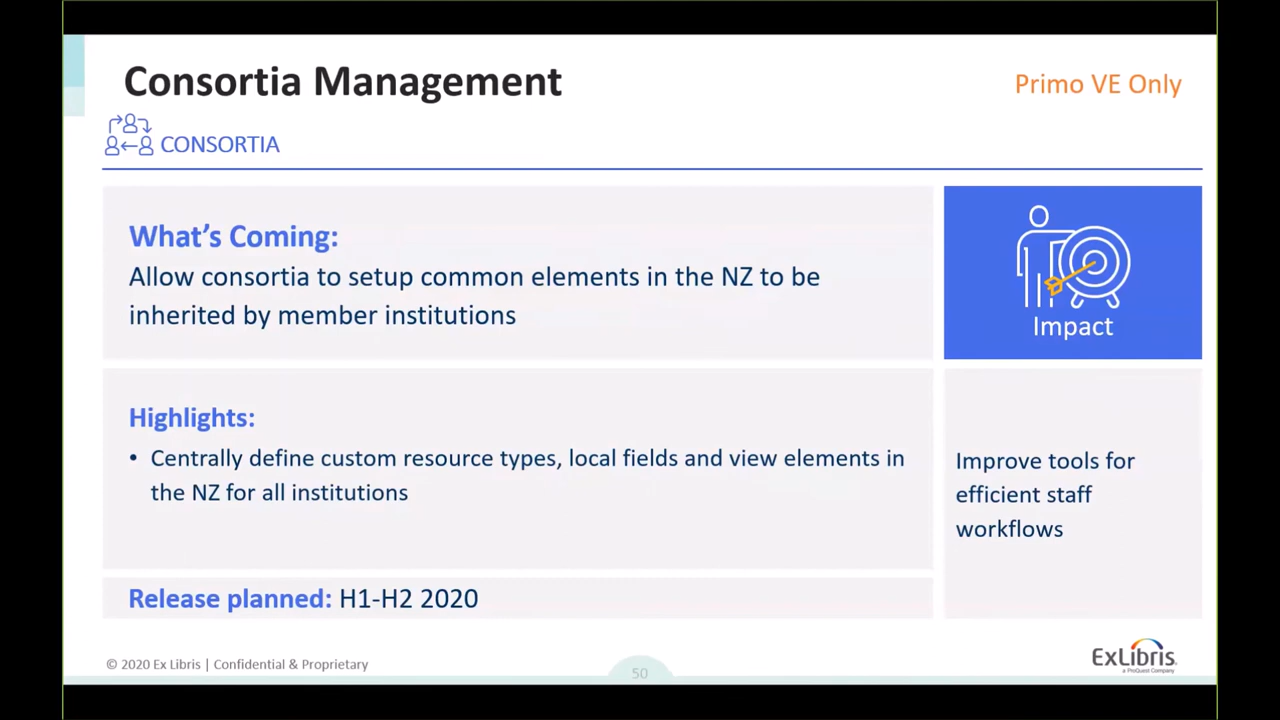 Consortia Management
Primo VE Only
CONSORTIA
What's Coming:
Allow consortia to setup common elements in the NZ to be
inherited by member institutions
Impact
Highlights:
• Centrally define custom resource types, local fields and view elements in
the NZ for all institutions
Improve tools for
efficient staff
workflows
Release planned: H1-H2 2020
© 2020 Ex Libris | Confidential & Proprietary
50
ExLibris
a ProQuest Company